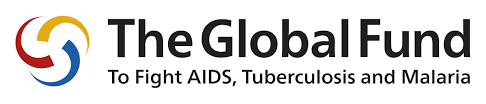 The Global Fund
To Fight AIDS, Tuberculosis and Malaria